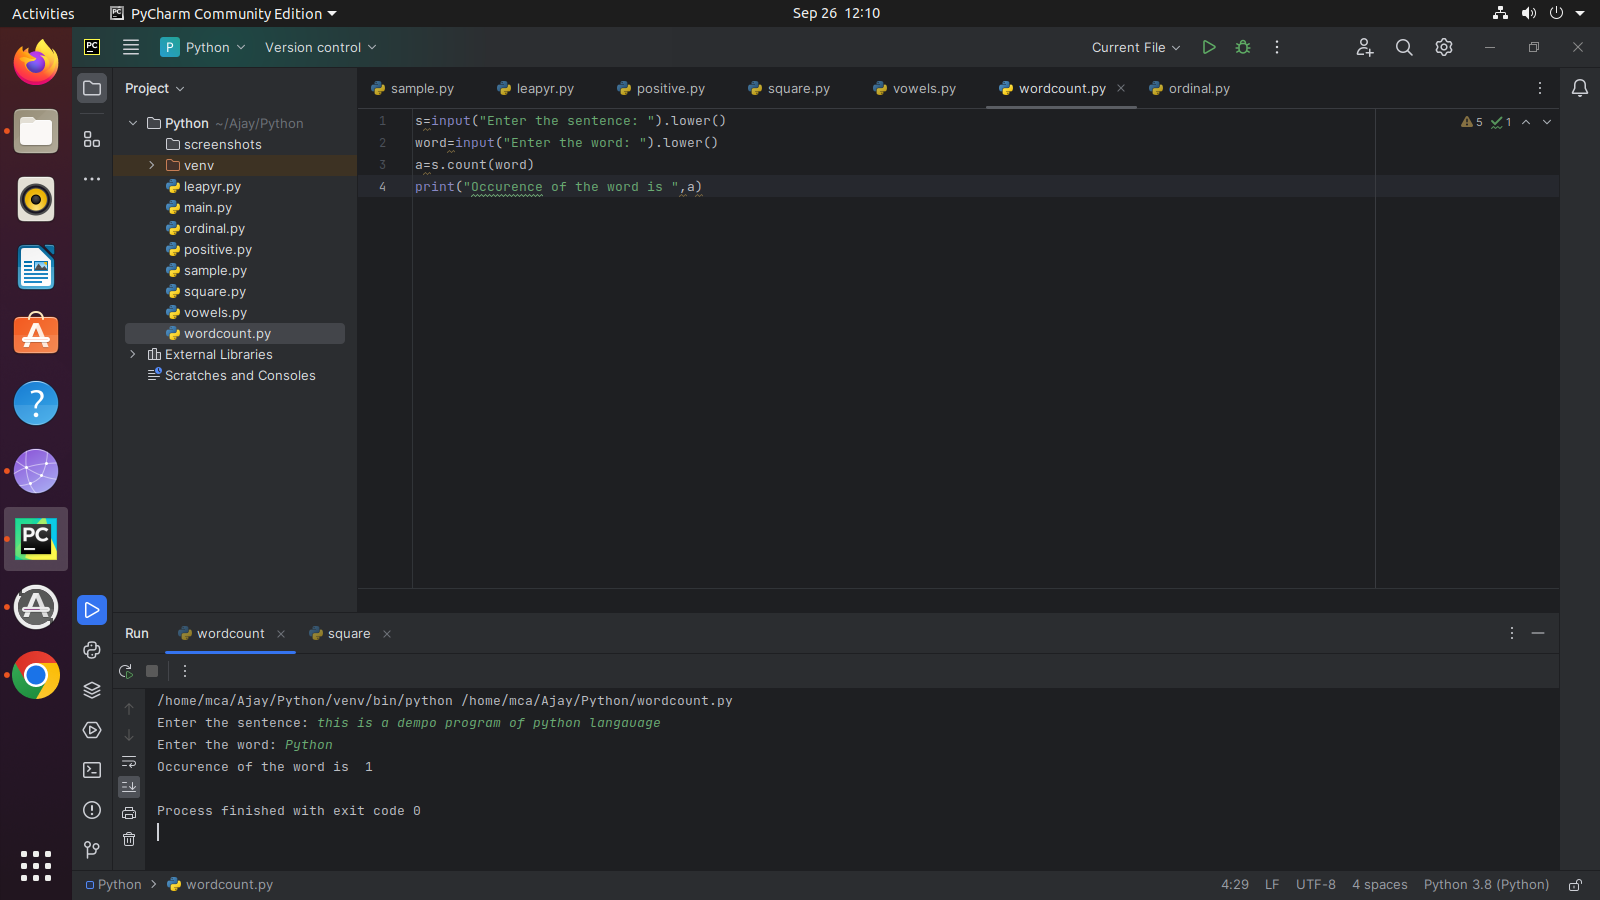 Activities PyCharm Community Edition Sep 26 12:10
PC P Python Version control Current File
Project sample.py leapyr.py positive.py square.py vowels.py wordcount.py ordinal.py
Python ~/Ajay/Python
screenshots
venv
leapyr.py
main.py
ordinal.py
positive.py
sample.py
square.py
vowels.py
wordcount.py
External Libraries
Scratches and Consoles
1 s=input("Enter the sentence: ").lower() 5 1
2 word=input("Enter the word: ").lower()
3 a=s.count(word)
4 print("Occurence of the word is ",a)
PC
Run wordcount square
/home/mca/Ajay/Python/venv/bin/python /home/mca/Ajay/Python/wordcount.py
Enter the sentence: this is a dempo program of python langauage
Enter the word: Python
Occurence of the word is  1
Process finished with exit code 0
Python wordcount.py 4:29 LF UTF-8 4 spaces Python 3.8 (Python)